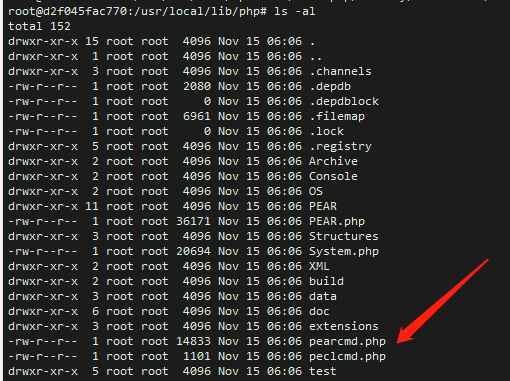 root@d2f045fac770:/usr/local/lib/php# ls -al
total 152
drwxr-xr-x 15 root root  4096 Nov 15 06:06 .
drwxr-xr-x  1 root root  4096 Nov 15 06:06 ..
drwxr-xr-x  3 root root  4096 Nov 15 06:06 .channels
-rw-r--r--  1 root root  2080 Nov 15 06:06 .depdb
-rw-r--r--  1 root root     0 Nov 15 06:06 .depdblock
-rw-r--r--  1 root root  6961 Nov 15 06:06 .filemap
-rw-r--r--  1 root root     0 Nov 15 06:06 .lock
drwxr-xr-x  5 root root  4096 Nov 15 06:06 .registry
drwxr-xr-x  2 root root  4096 Nov 15 06:06 Archive
drwxr-xr-x  2 root root  4096 Nov 15 06:06 Console
drwxr-xr-x  2 root root  4096 Nov 15 06:06 OS
drwxr-xr-x 11 root root  4096 Nov 15 06:06 PEAR
-rw-r--r--  1 root root 36171 Nov 15 06:06 PEAR.php
drwxr-xr-x  3 root root  4096 Nov 15 06:06 Structures
-rw-r--r--  1 root root 20694 Nov 15 06:06 System.php
drwxr-xr-x  2 root root  4096 Nov 15 06:06 XML
drwxr-xr-x  2 root root  4096 Nov 15 06:06 build
drwxr-xr-x  3 root root  4096 Nov 15 06:06 data
drwxr-xr-x  6 root root  4096 Nov 15 06:06 doc
drwxr-xr-x  3 root root  4096 Nov 15 06:06 extensions
-rw-r--r--  1 root root 14833 Nov 15 06:06 pearcmd.php
-rw-r--r--  1 root root  1101 Nov 15 06:06 peclcmd.php
drwxr-xr-x  5 root root  4096 Nov 15 06:06 test